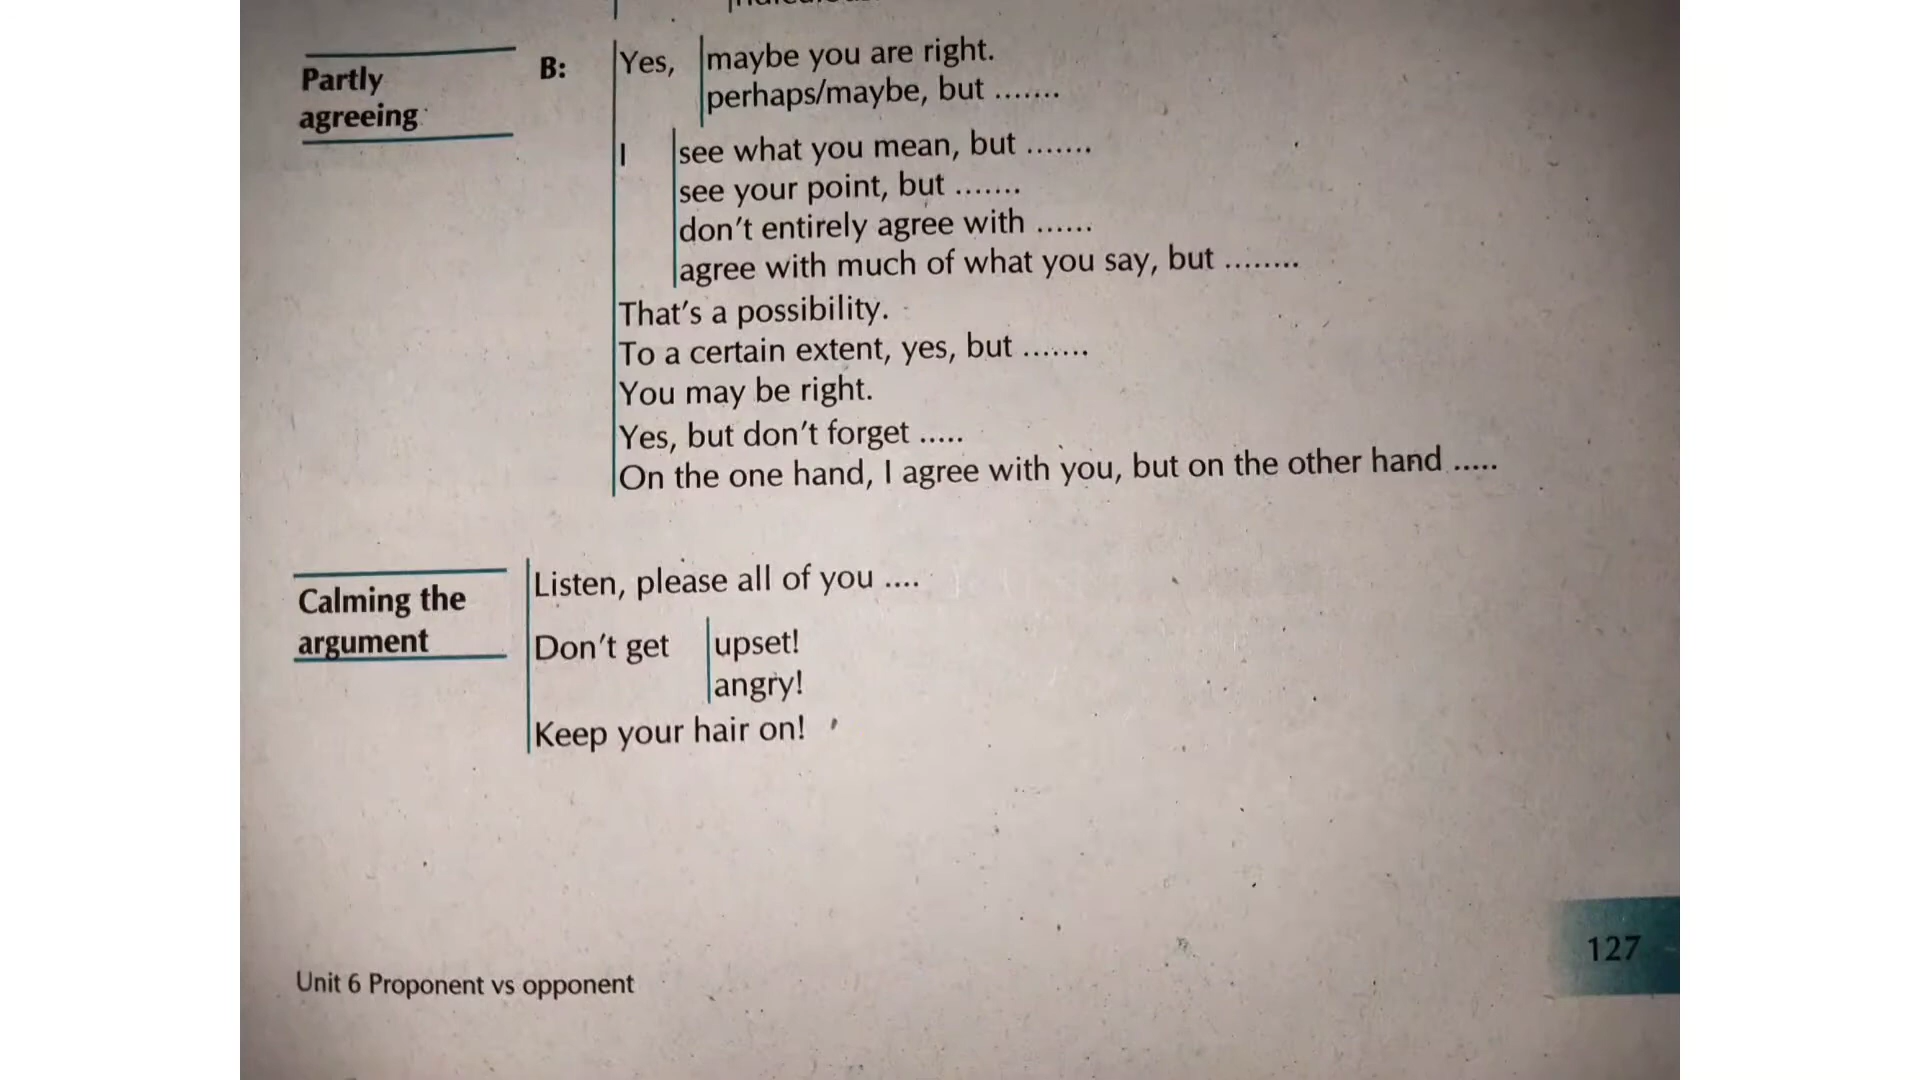 Partly
agreeing
B: Yes, maybe you are right.
perhaps/maybe, but .......
I see what you mean, but .......
see your point, but .......
don't entirely agree with ......
agree with much of what you say, but ........
That's a possibility.
To a certain extent, yes, but .......
You may be right.
Yes, but don't forget .....
On the one hand, I agree with you, but on the other hand .....
Calming the
argument
Listen, please all of you ....
Don't get upset!
angry!
Keep your hair on!
127
Unit 6 Proponent vs opponent